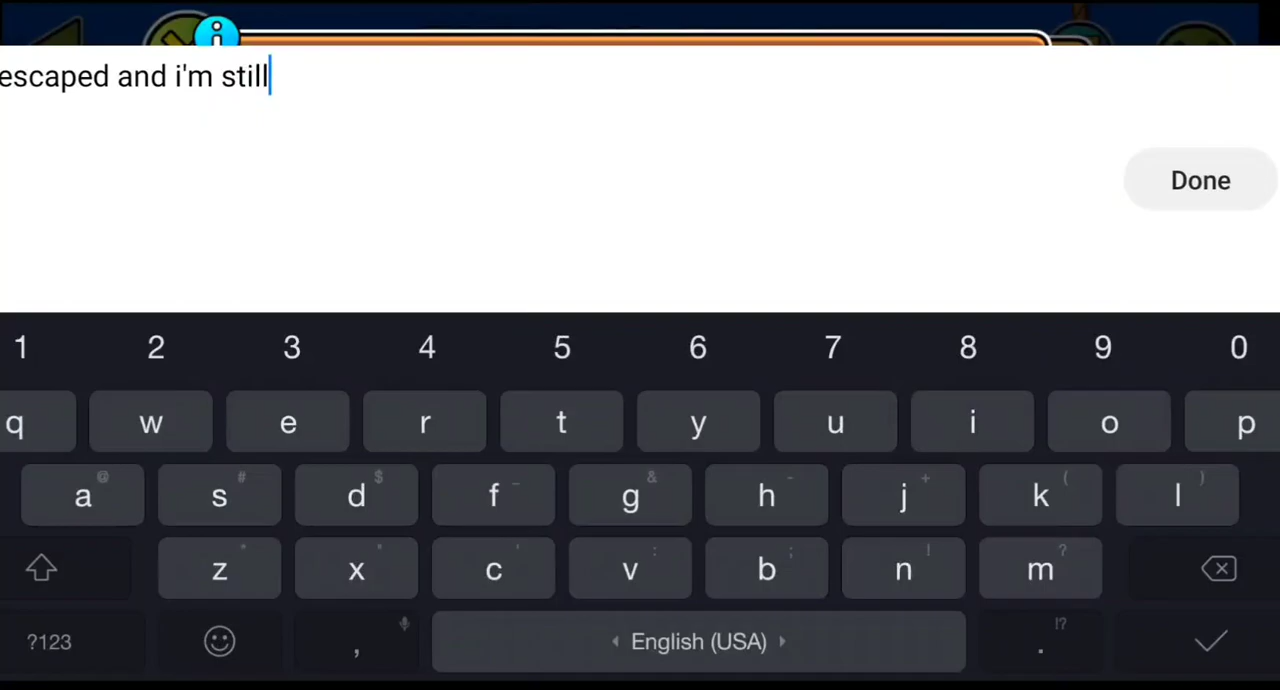 i
escaped and i'm still
Done
1 2 3 4 5 6 7 8 9 0
q w e r t y u i o p
@ # $ & - + ( )
a s d f g h j k l
* " ' : ; ! ?
z x c v b n m
!?
?123 , English (USA) .